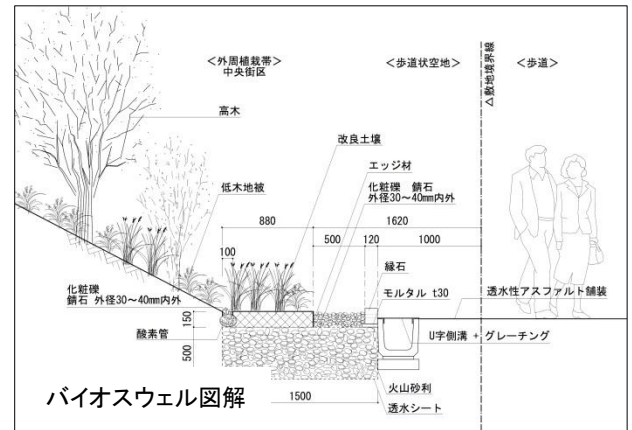 <外周植栽帯>
中央街区
<歩道状空地>
△敷地境界線
<歩道>
高木
改良土壌
エッジ材
低木地被
化粧礫 錆石
外径30～40mm内外
880
1620
100
500
120
1000
縁石
化粧礫
錆石 外径30～40mm内外
モルタル t30
透水性アスファルト舗装
150
酸素管
U字側溝 + グレーチング
500
火山砂利
バイオスウェル図解
1500
透水シート